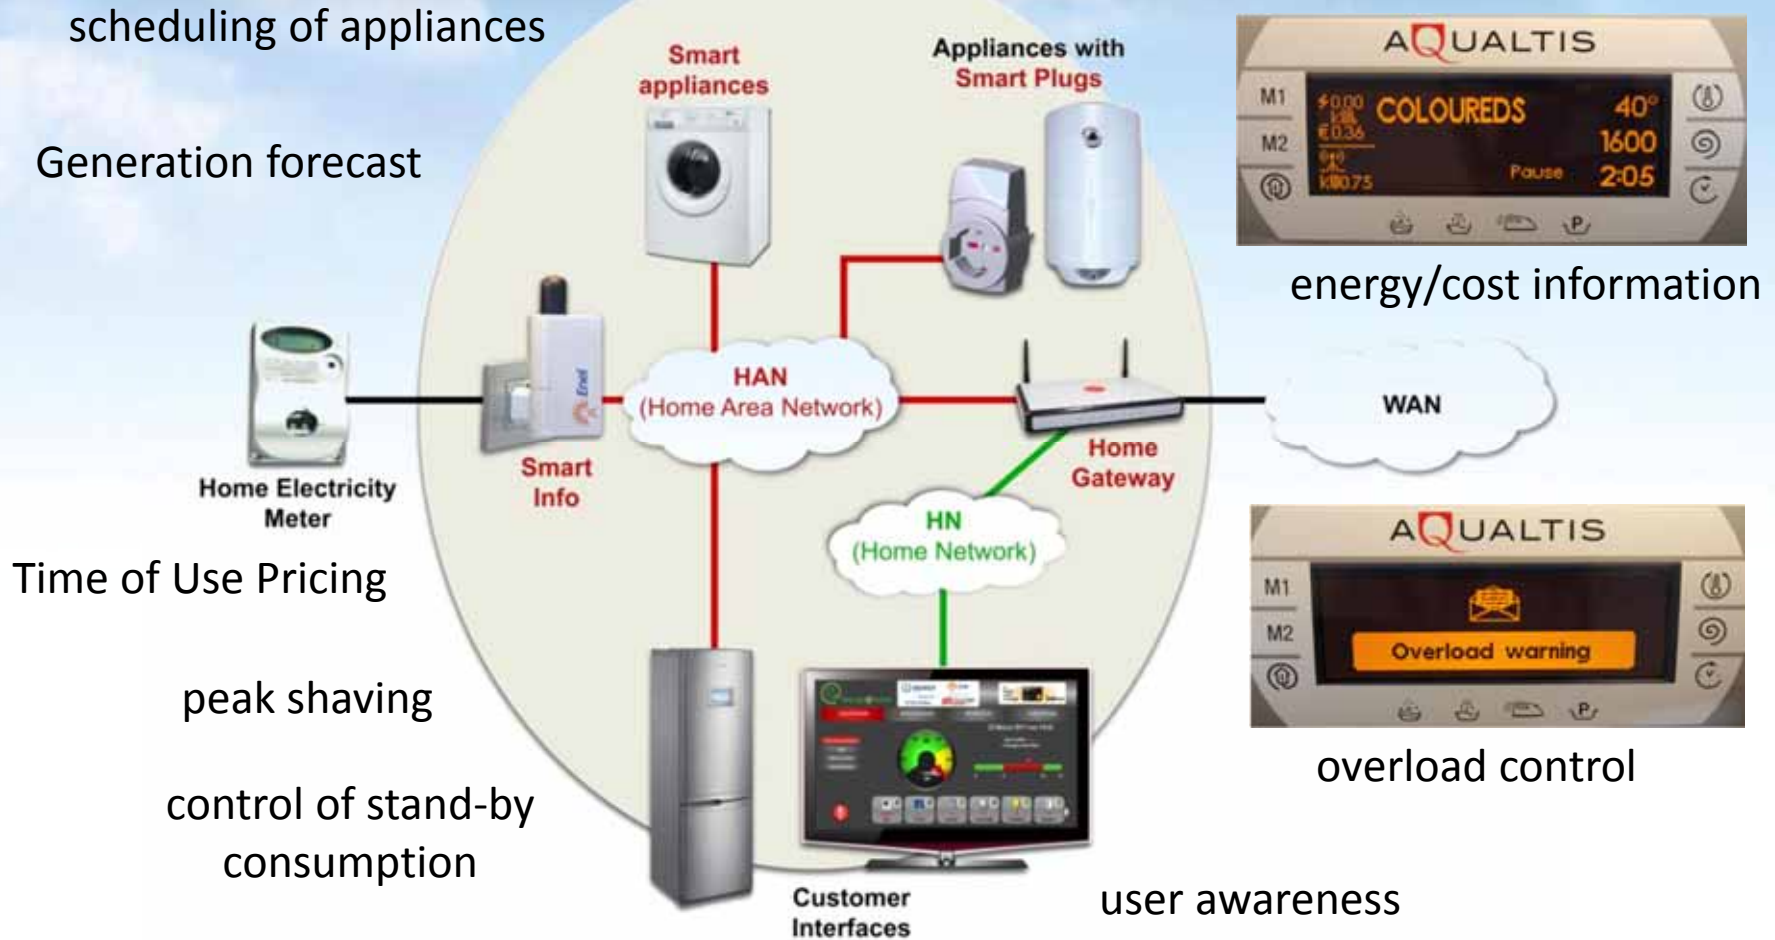 scheduling of appliances
Generation forecast
Smart
appliances
Appliances with
Smart Plugs
AQUALTIS
M1
M2
COLOUREDS
40°
€0.36
1600
Pause
2:05
energy/cost information
Enel
HAN
(Home Area Network)
WAN
Smart
Info
Home
Gateway
Home Electricity
Meter
HN
(Home Network)
Time of Use Pricing
AQUALTIS
M1
M2
Overload warning
P
overload control
peak shaving
control of stand-by
consumption
Customer
Interfaces
user awareness